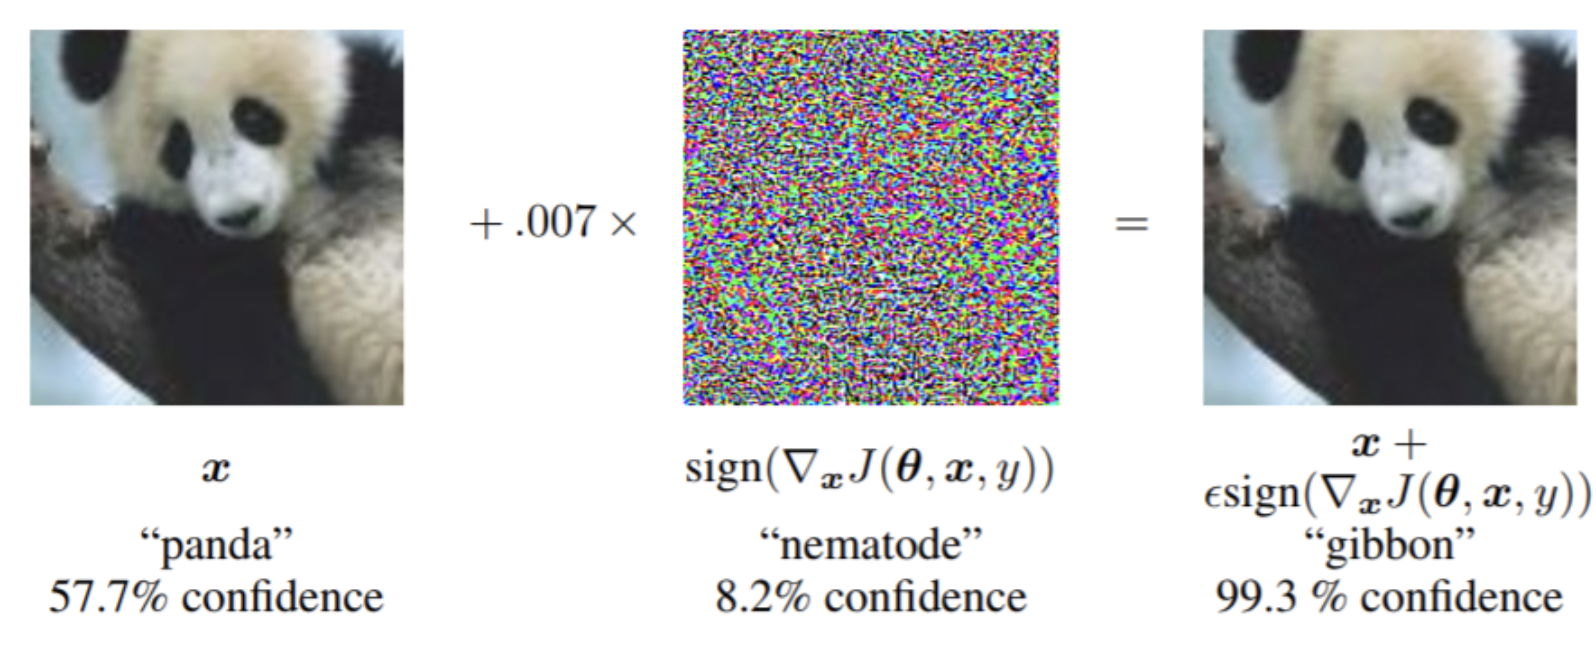 + .007 ×
=
x
“panda”
57.7% confidence
sign(∇ₓJ(θ, x, y))
“nematode”
8.2% confidence
x +
ϵsign(∇ₓJ(θ, x, y))
“gibbon”
99.3 % confidence